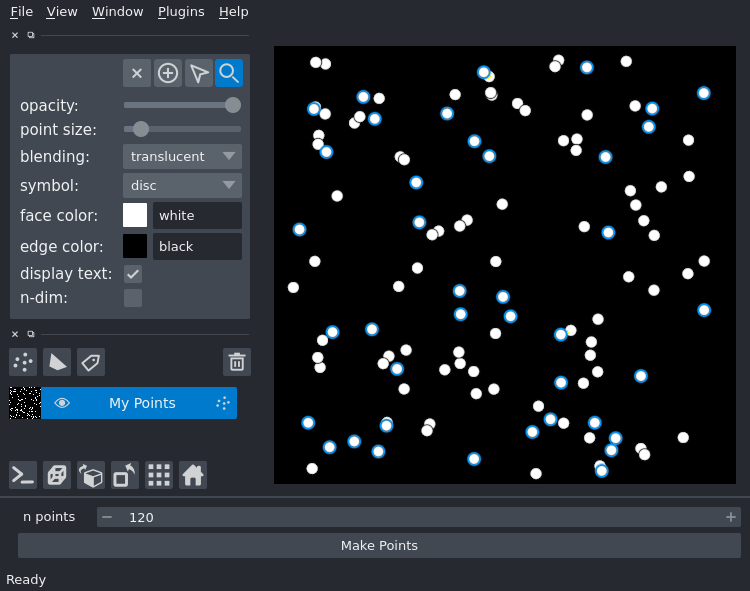 File View Window Plugins Help
opacity:
point size:
blending: translucent
symbol: disc
face color: white
edge color: black
display text:
n-dim:
My Points
n points 120
Make Points
Ready